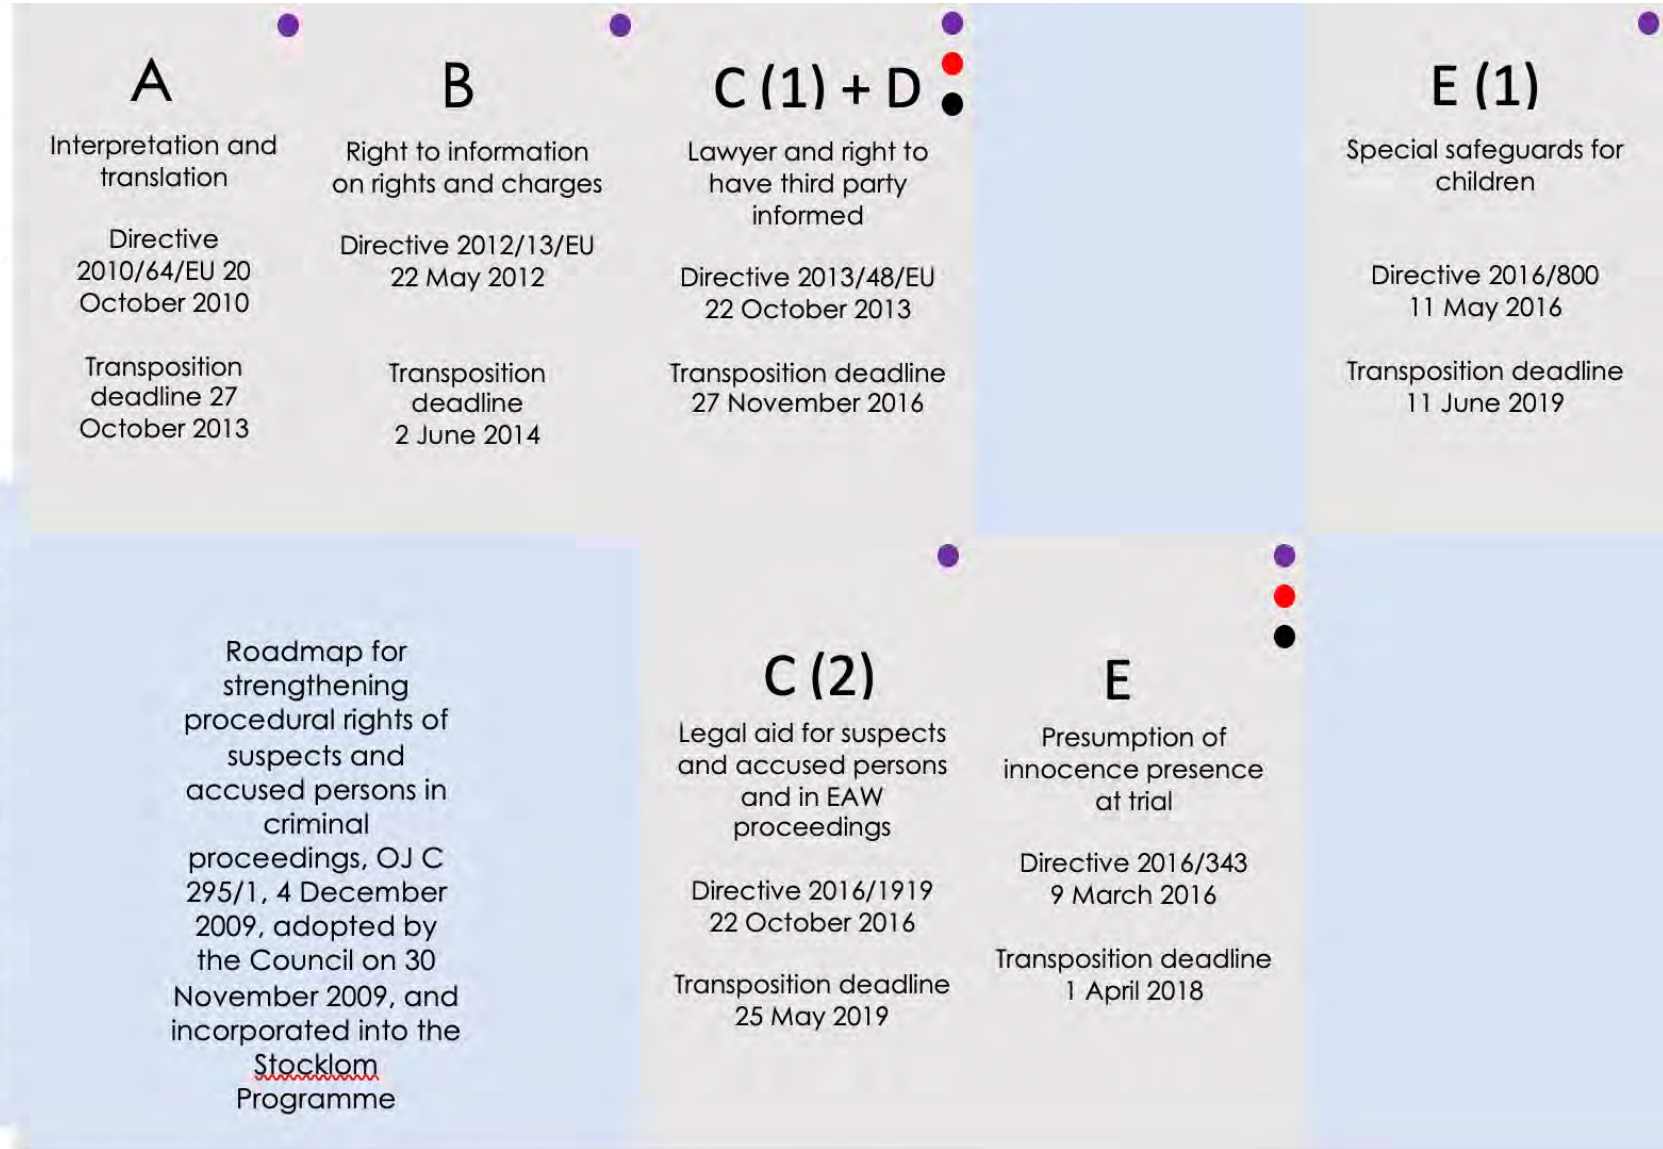 A
Interpretation and
translation
Directive
2010/64/EU 20
October 2010
Transposition
deadline 27
October 2013
B
Right to information
on rights and charges
Directive 2012/13/EU
22 May 2012
Transposition
deadline
2 June 2014
C (1) + D
Lawyer and right to
have third party
informed
Directive 2013/48/EU
22 October 2013
Transposition deadline
27 November 2016
E (1)
Special safeguards for
children
Directive 2016/800
11 May 2016
Transposition deadline
11 June 2019
Roadmap for
strengthening
procedural rights of
suspects and
accused persons in
criminal
proceedings, OJ C
295/1, 4 December
2009, adopted by
the Council on 30
November 2009, and
incorporated into the
Stocklom
Programme
C (2)
Legal aid for suspects
and accused persons
and in EAW
proceedings
Directive 2016/1919
22 October 2016
Transposition deadline
25 May 2019
E
Presumption of
innocence presence
at trial
Directive 2016/343
9 March 2016
Transposition deadline
1 April 2018